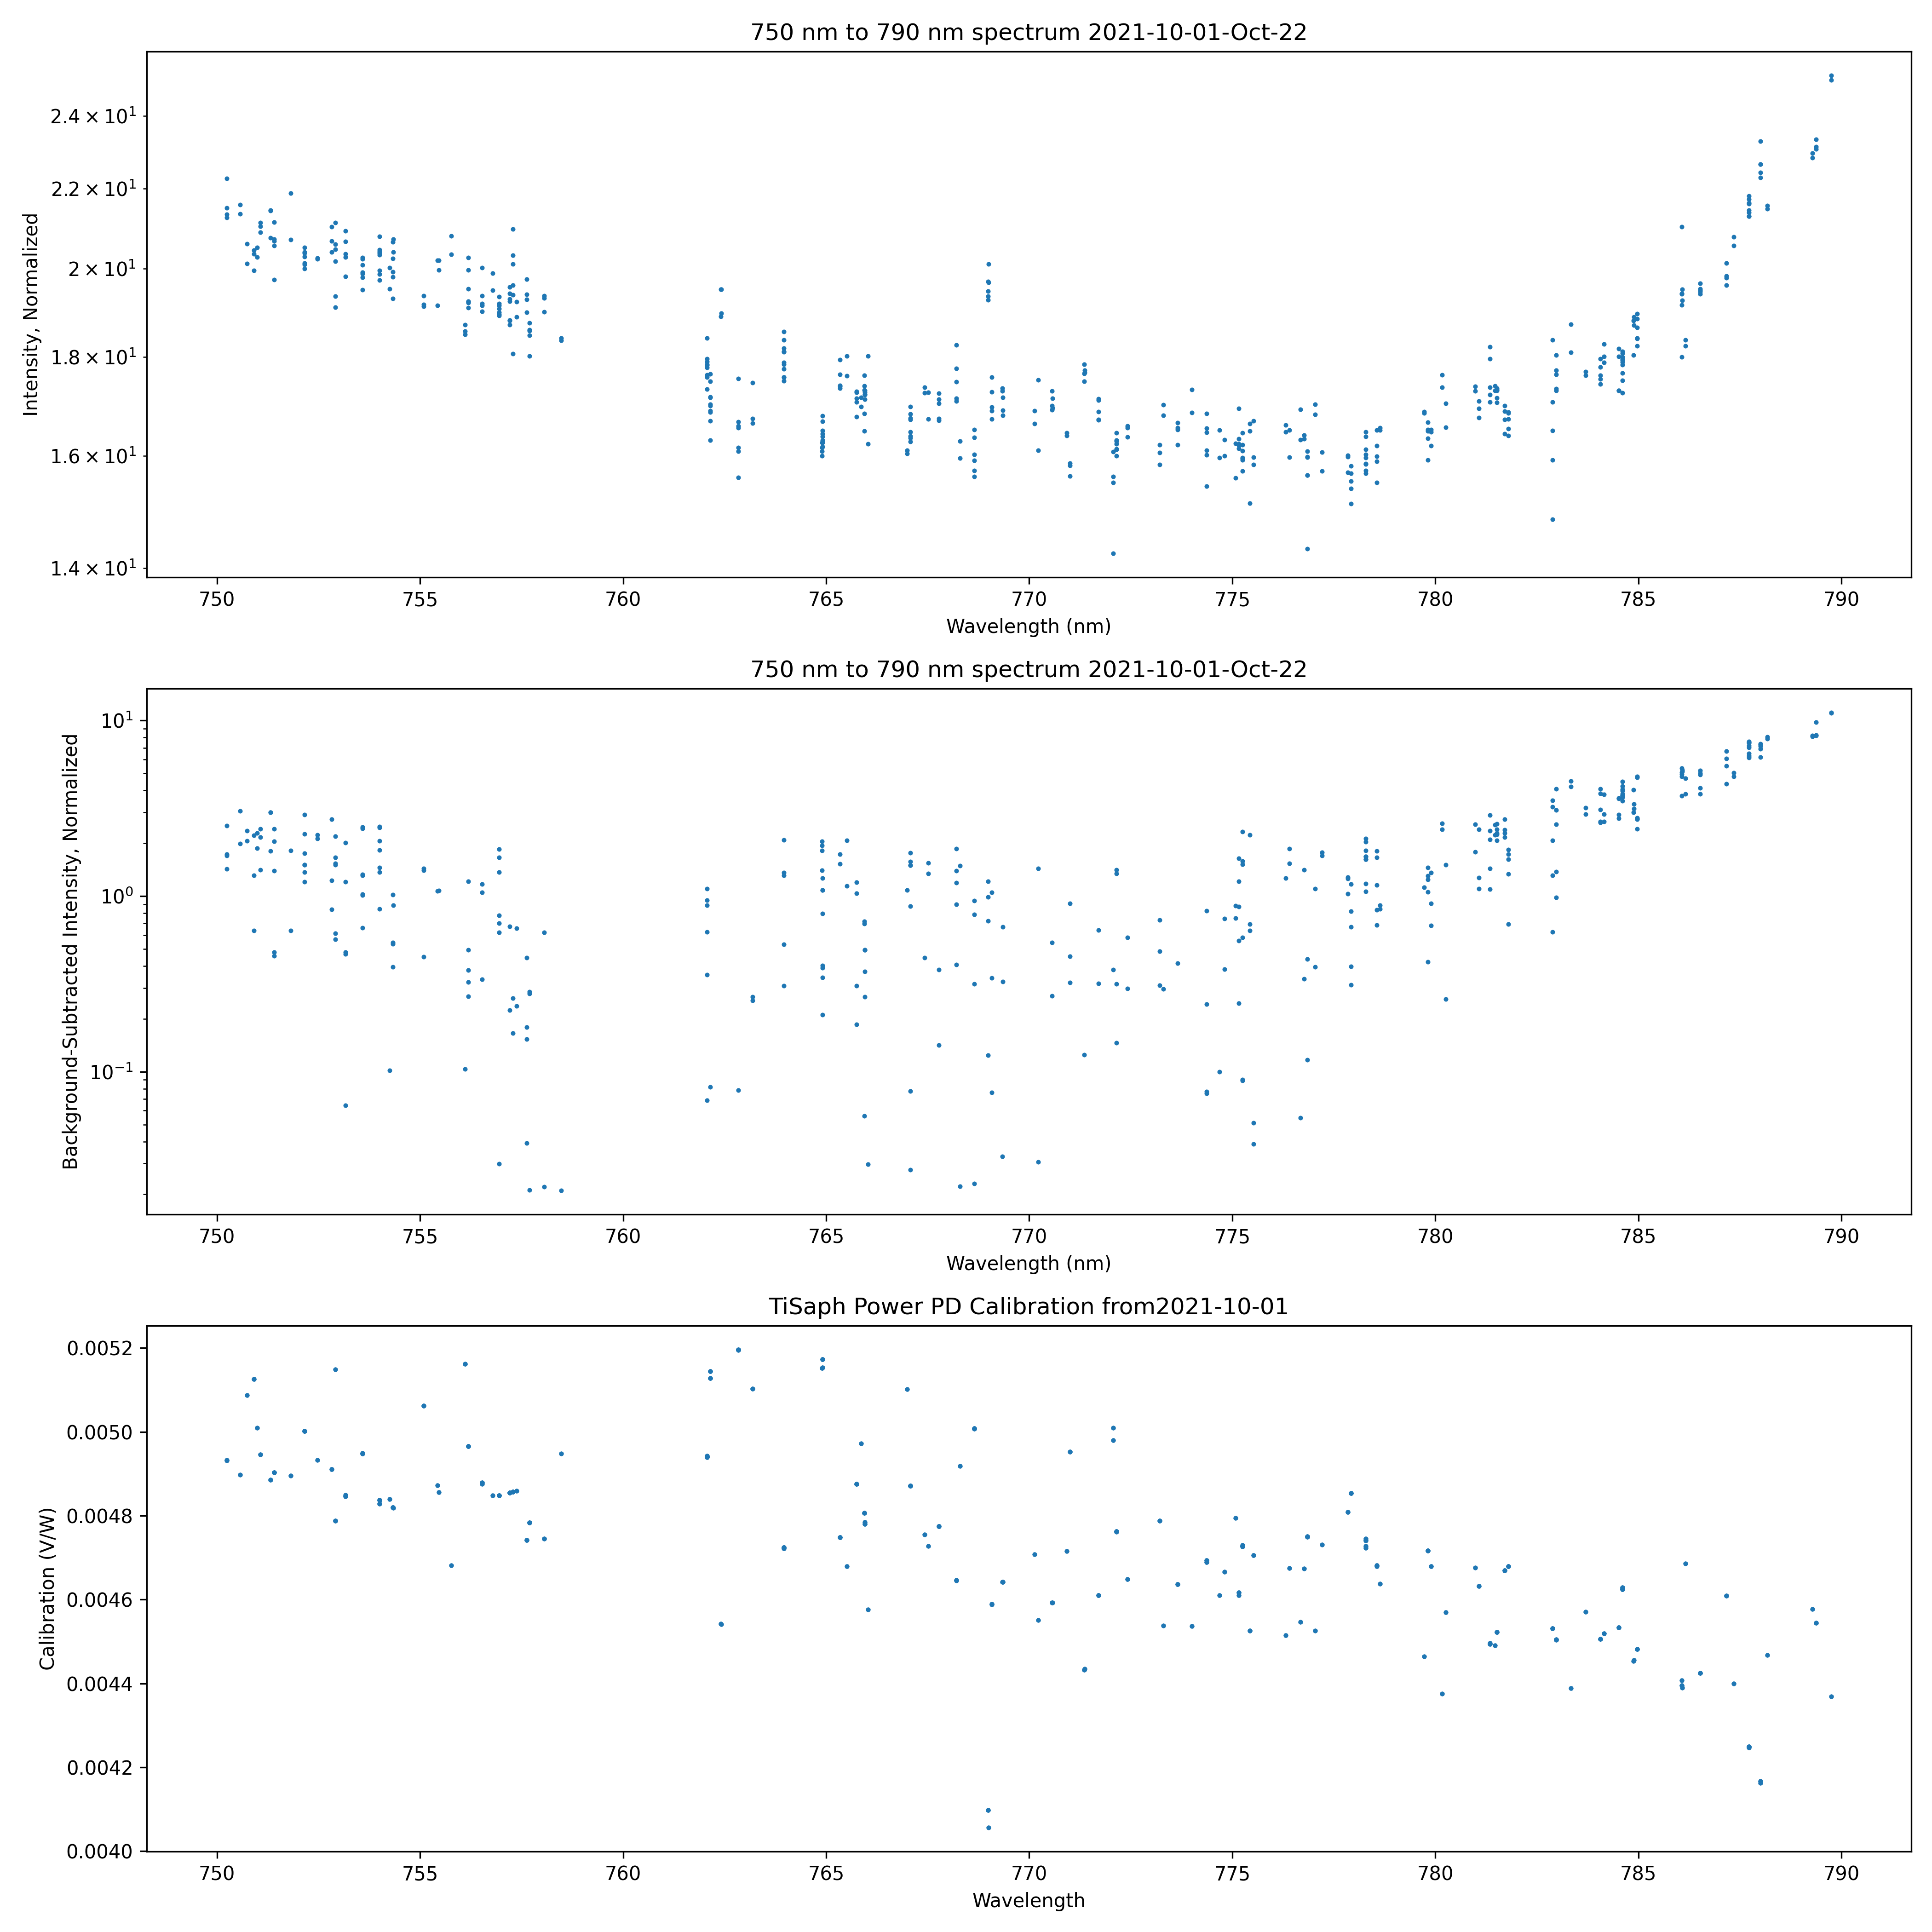 750 nm to 790 nm spectrum 2021-10-01-Oct-22
Intensity, Normalized
2.4 × 10¹
2.2 × 10¹
2 × 10¹
1.8 × 10¹
1.6 × 10¹
1.4 × 10¹
750 755 760 765 770 775 780 785 790
Wavelength (nm)
750 nm to 790 nm spectrum 2021-10-01-Oct-22
Background-Subtracted Intensity, Normalized
10¹
10⁰
10⁻¹
750 755 760 765 770 775 780 785 790
Wavelength (nm)
TiSaph Power PD Calibration from2021-10-01
Calibration (V/W)
0.0052
0.0050
0.0048
0.0046
0.0044
0.0042
0.0040
750 755 760 765 770 775 780 785 790
Wavelength